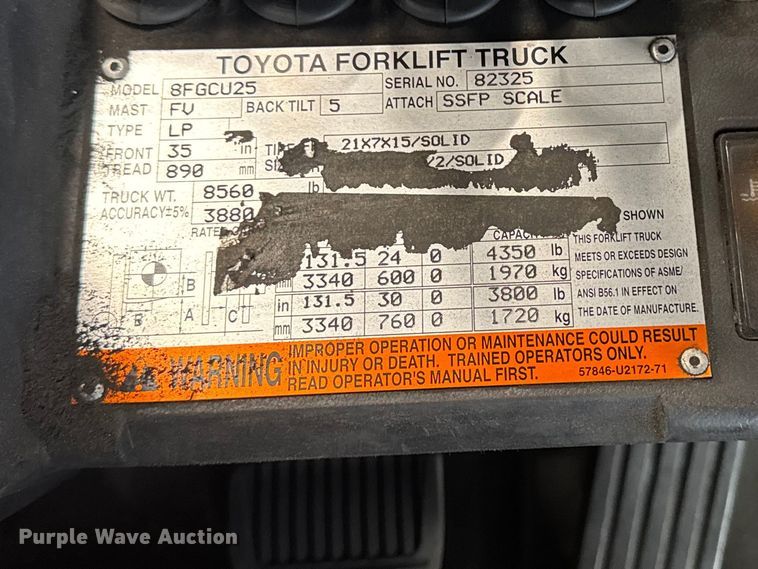 TOYOTA FORKLIFT TRUCK
MODEL 8FGCU25 SERIAL NO. 82325
MAST FV BACK TILT 5 ATTACH SSFP SCALE
TYPE LP
FRONT 35 in 21X7X15/SOLID
TREAD 890 mm /2/SOLID
TRUCK WT. 8560 lb
ACCURACY±5% 3880
SHOWN
131.5 24 0 4350 lb THIS FORKLIFT TRUCK
3340 600 0 1970 kg MEETS OR EXCEEDS DESIGN
in 131.5 30 0 3800 lb SPECIFICATIONS OF ASME/
mm 3340 760 0 1720 kg ANSI B56.1 IN EFFECT ON
THE DATE OF MANUFACTURE.
B
A C
WARNING IMPROPER OPERATION OR MAINTENANCE COULD RESULT
IN INJURY OR DEATH. TRAINED OPERATORS ONLY.
READ OPERATOR'S MANUAL FIRST. 57846-U2172-71
Purple Wave Auction